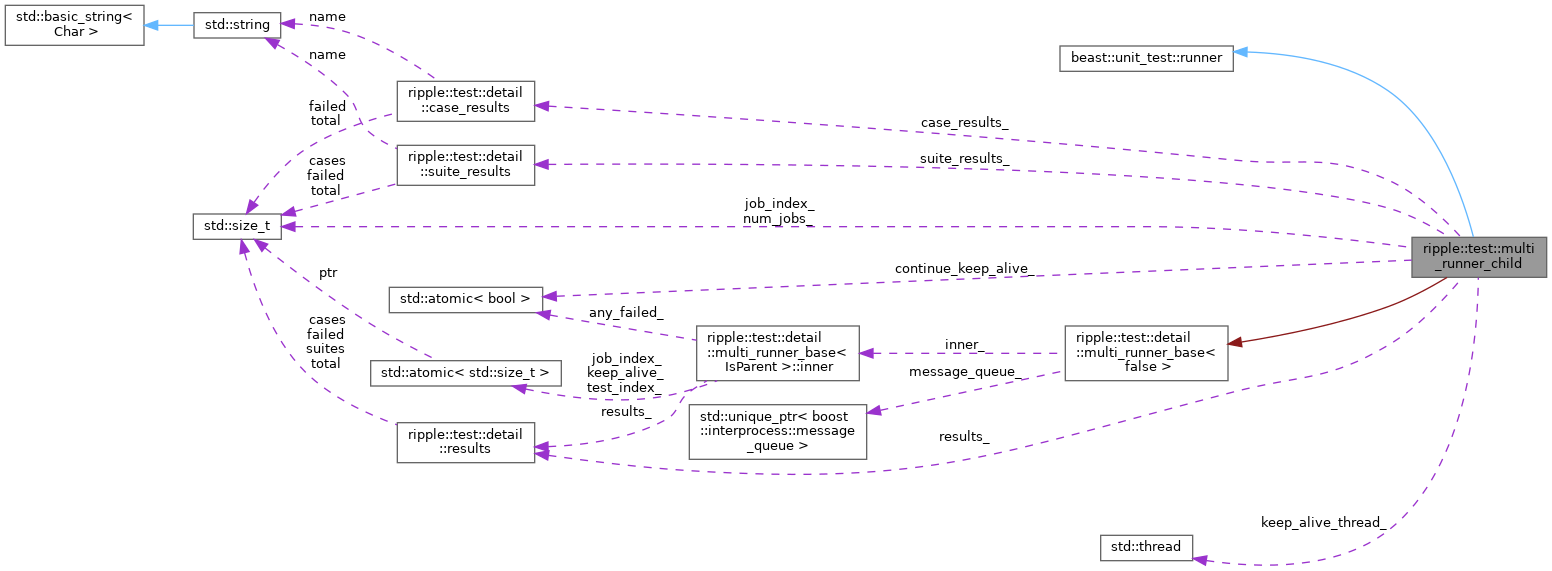 std::basic_string<
Char >
std::string
name
name
beast::unit_test::runner
ripple::test::detail
::case_results
failed
total
case_results_
ripple::test::detail
::suite_results
cases
failed
total
suite_results_
std::size_t
job_index_
num_jobs_
ripple::test::multi
_runner_child
ptr
continue_keep_alive_
std::atomic< bool >
any_failed_
cases
failed
suites
total
std::atomic< std::size_t >
job_index_
keep_alive_
test_index_
ripple::test::detail
::multi_runner_base<
IsParent >::inner
inner_
ripple::test::detail
::multi_runner_base<
false >
message_queue_
results_
std::unique_ptr< boost
::interprocess::message
_queue >
ripple::test::detail
::results
results_
keep_alive_thread_
std::thread